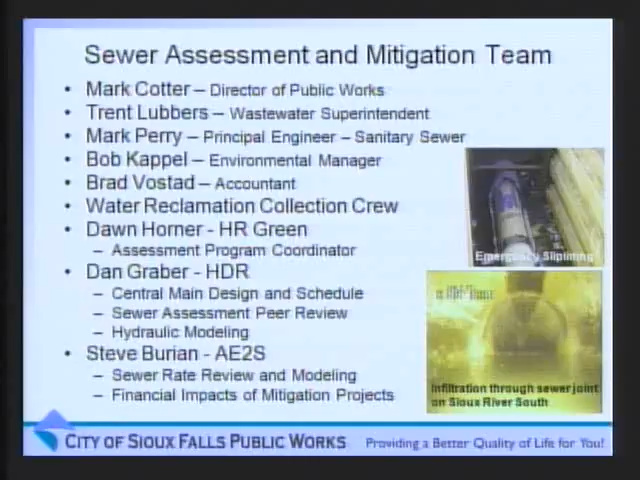 Sewer Assessment and Mitigation Team
• Mark Cotter – Director of Public Works
• Trent Lubbers – Wastewater Superintendent
• Mark Perry – Principal Engineer – Sanitary Sewer
• Bob Kappel – Environmental Manager
• Brad Vostad – Accountant
• Water Reclamation Collection Crew
• Dawn Horner - HR Green
– Assessment Program Coordinator
• Dan Graber - HDR
– Central Main Design and Schedule
– Sewer Assessment Peer Review
– Hydraulic Modeling
• Steve Burian - AE2S
– Sewer Rate Review and Modeling
– Financial Impacts of Mitigation Projects
Emergency Sliplining
Infiltration through sewer joint
on Sioux River South
CITY OF SIOUX FALLS PUBLIC WORKS
Providing a Better Quality of Life for You!